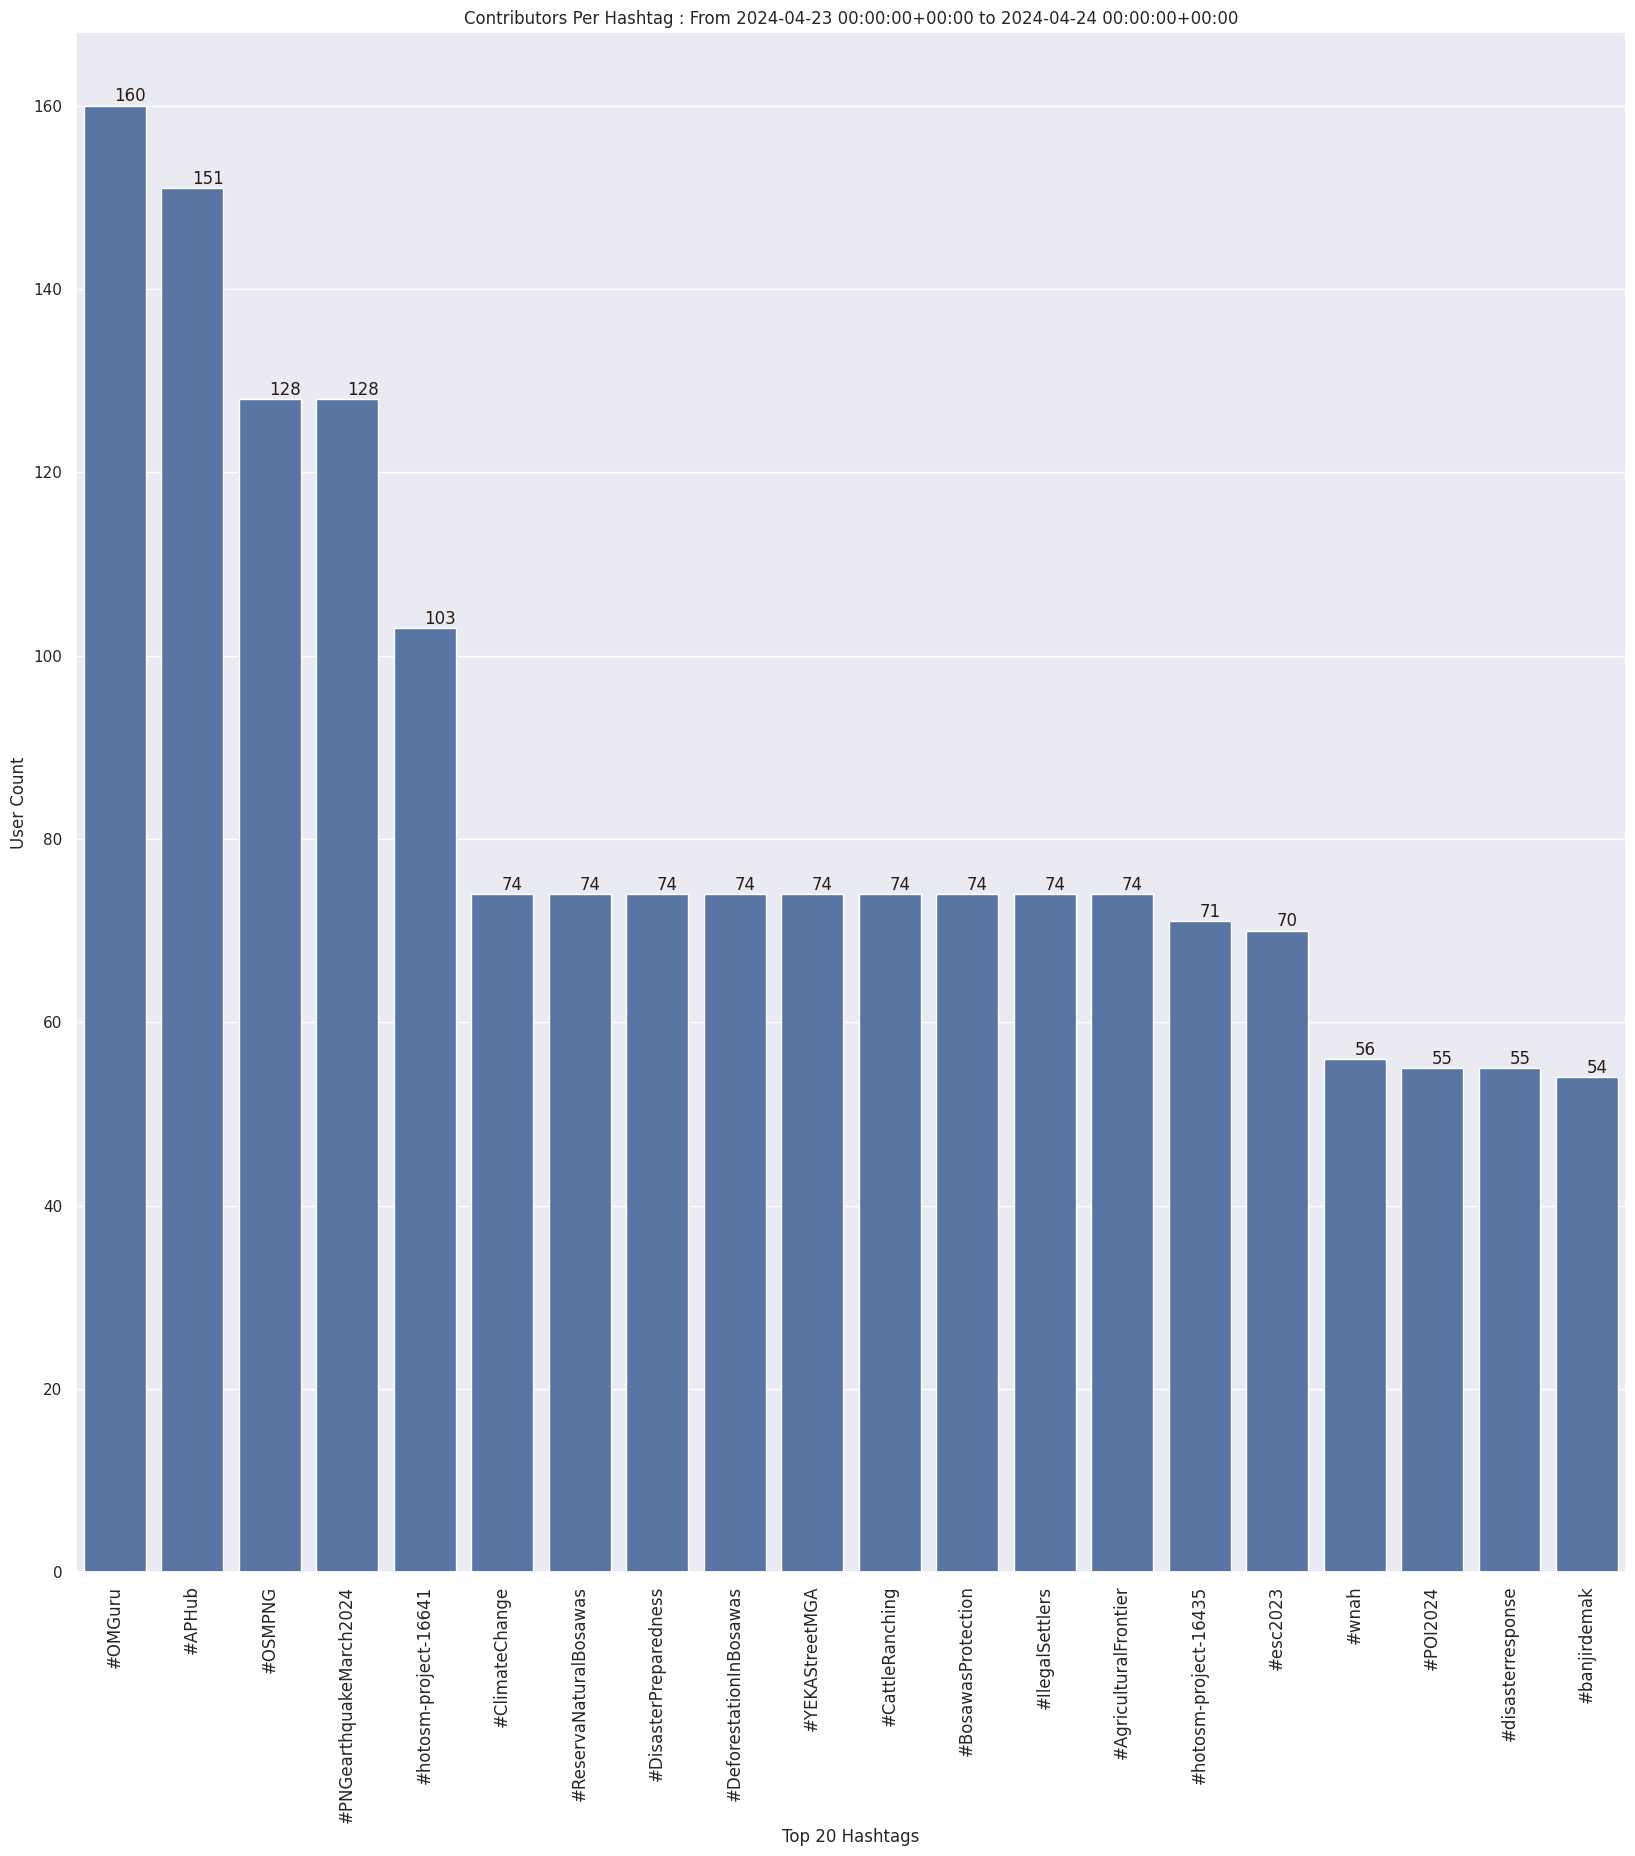 Contributors Per Hashtag : From 2024-04-23 00:00:00+00:00 to 2024-04-24 00:00:00+00:00
User Count
160
140
120
100
80
60
40
20
0
160
151
128
128
103
74
74
74
74
74
74
74
74
74
71
70
56
55
55
54
#OMGuru
#APHub
#OSMPNG
#PNGearthquakeMarch2024
#hotosm-project-16641
#ClimateChange
#ReservaNaturalBosawas
#DisasterPreparedness
#DeforestationInBosawas
#YEKAStreetMGA
#CattleRanching
#BosawasProtection
#IlegalSettlers
#AgriculturalFrontier
#hotosm-project-16435
#esc2023
#wnah
#POI2024
#disasterresponse
#banjirdemak
Top 20 Hashtags